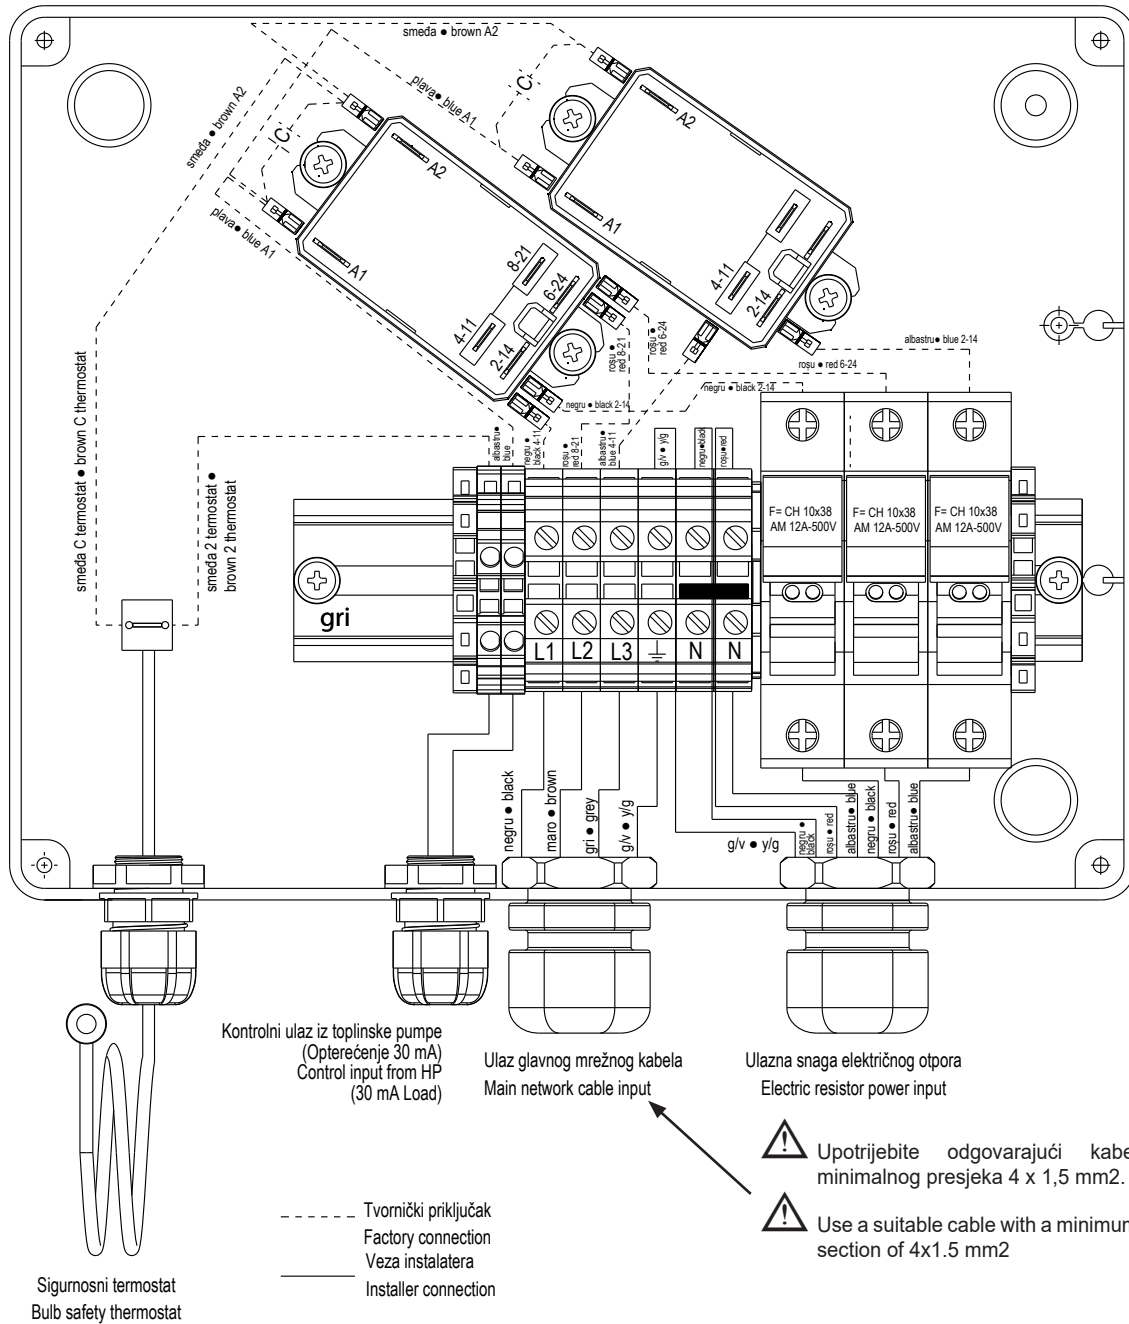 smeđa ● brown A2
smeđa ● brown A2
plava● blue A1
plava● blue A1
C
C
A2
A1
8-21
6-24
4-11
2-14
A2
A1
4-11
2-14
roșu ●
red 8-21
roșu ●
red 6-24
albastru● blue 2-14
roșu ● red 6-24
negru ● black 2-14
negru ● black 2-14
smeđa C termostat ● brown C thermostat
smeđa 2 termostat ●
brown 2 thermostat
albastru●
blue
negru ●
black 4-11
roșu ●
red 8-21
albastru●
blue 4-11
g/v ● y/g
negru●black
roșu●red
F= CH 10x38
AM 12A-500V
F= CH 10x38
AM 12A-500V
F= CH 10x38
AM 12A-500V
gri
L1 L2 L3 N N
negru ● black
maro ● brown
gri ● grey
g/v ● y/g
g/v ● y/g
negru ●
black
roșu ● red
albastru● blue
negru ● black
roșu ● red
albastru● blue
Kontrolni ulaz iz toplinske pumpe
(Opterećenje 30 mA)
Control input from HP
(30 mA Load)
Ulaz glavnog mrežnog kabela
Main network cable input
Ulazna snaga električnog otpora
Electric resistor power input
Upotrijebite odgovarajući kabe
minimalnog presjeka 4 x 1,5 mm2.
Use a suitable cable with a minimum
section of 4x1.5 mm2
Tvornički priključak
Factory connection
Veza instalatera
Installer connection
Sigurnosni termostat
Bulb safety thermostat